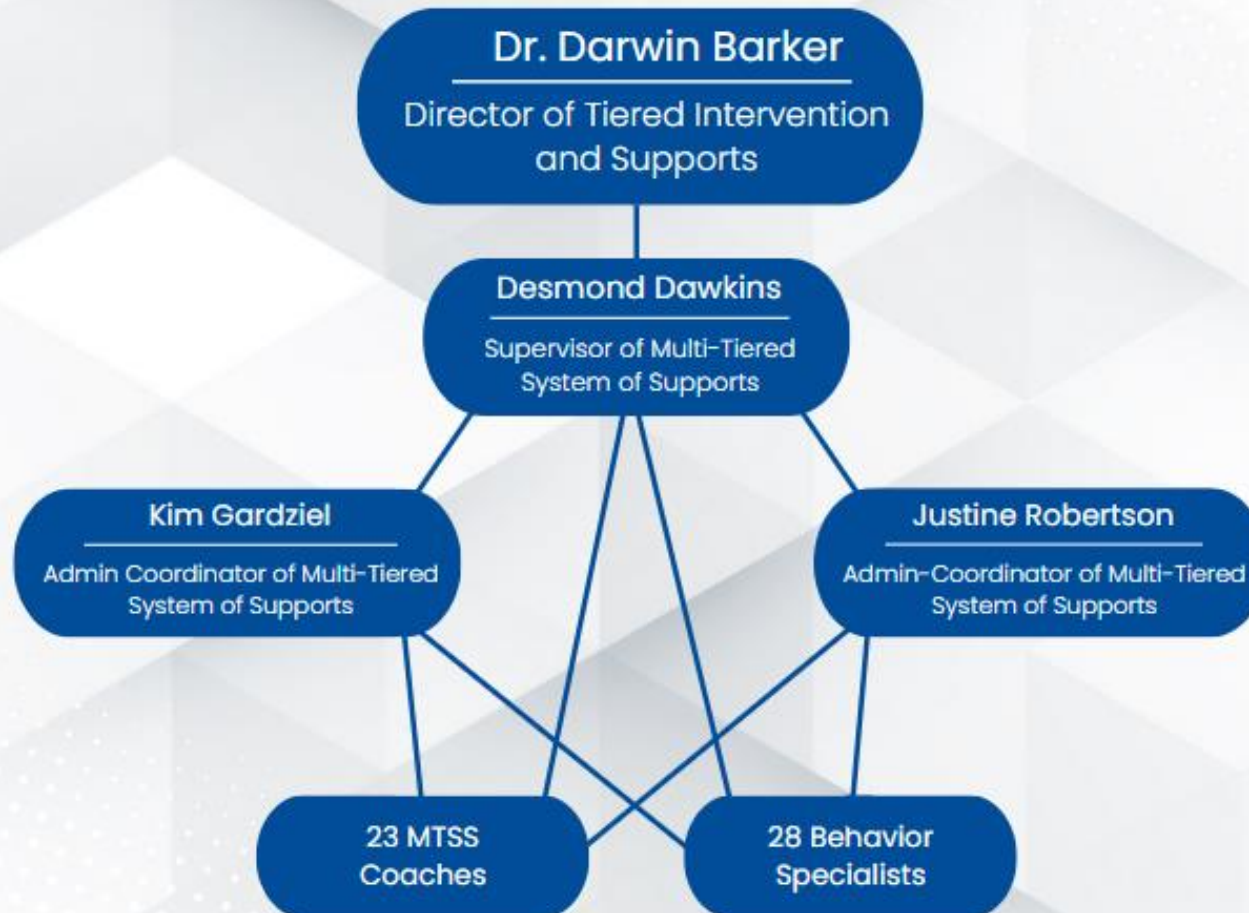 Dr. Darwin Barker
Director of Tiered Intervention
and Supports
Desmond Dawkins
Supervisor of Multi-Tiered
System of Supports
Kim Gardziel
Admin Coordinator of Multi-Tiered
System of Supports
Justine Robertson
Admin-Coordinator of Multi-Tiered
System of Supports
23 MTSS
Coaches
28 Behavior
Specialists